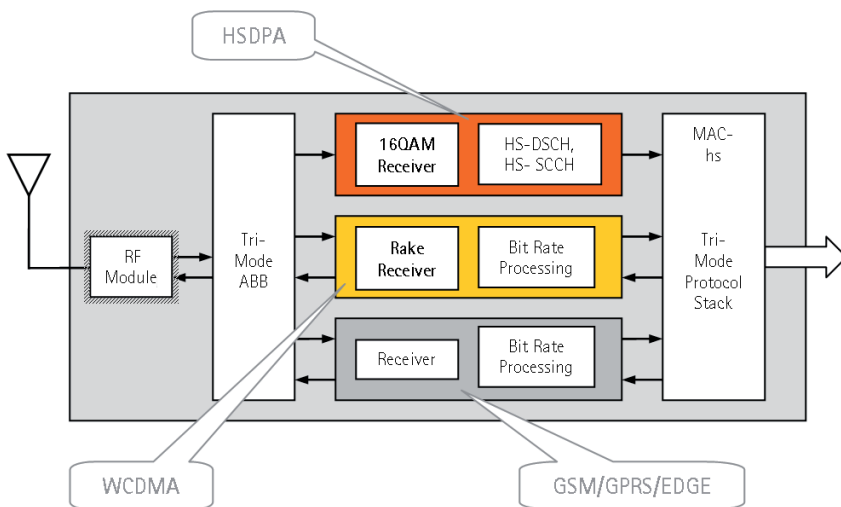 HSDPA
16QAM
Receiver
HS-DSCH,
HS- SCCH
MAC-
hs
RF
Module
Tri-
Mode
ABB
Rake
Receiver
Bit Rate
Processing
Tri-
Mode
Protocol
Stack
Receiver
Bit Rate
Processing
WCDMA
GSM/GPRS/EDGE